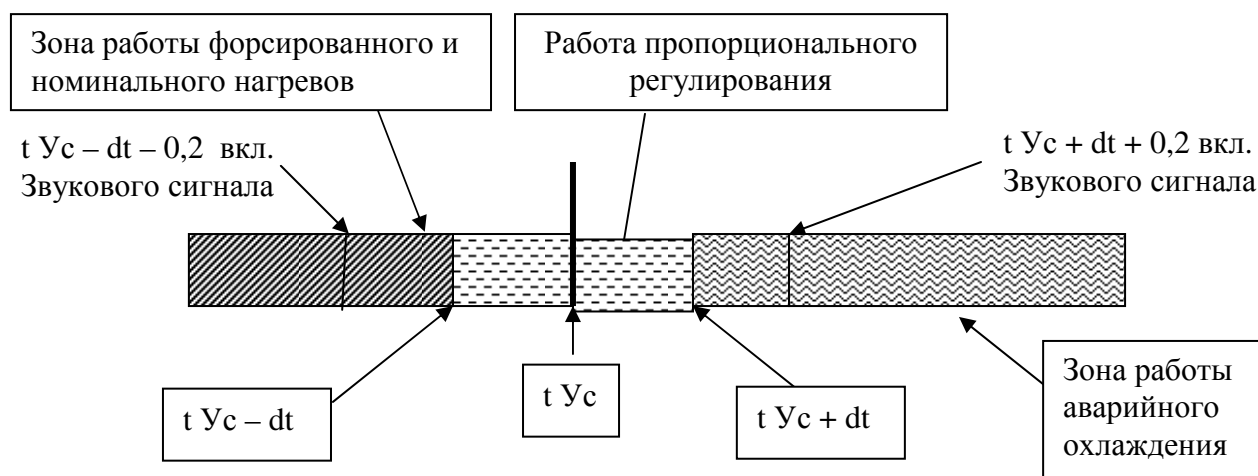 Зона работы форсированного и
номинального нагревов
Работа пропорционального
регулирования
t Ус – dt – 0,2 вкл.
Звукового сигнала
t Ус + dt + 0,2 вкл.
Звукового сигнала
t Ус – dt
t Ус
t Ус + dt
Зона работы
аварийного
охлаждения